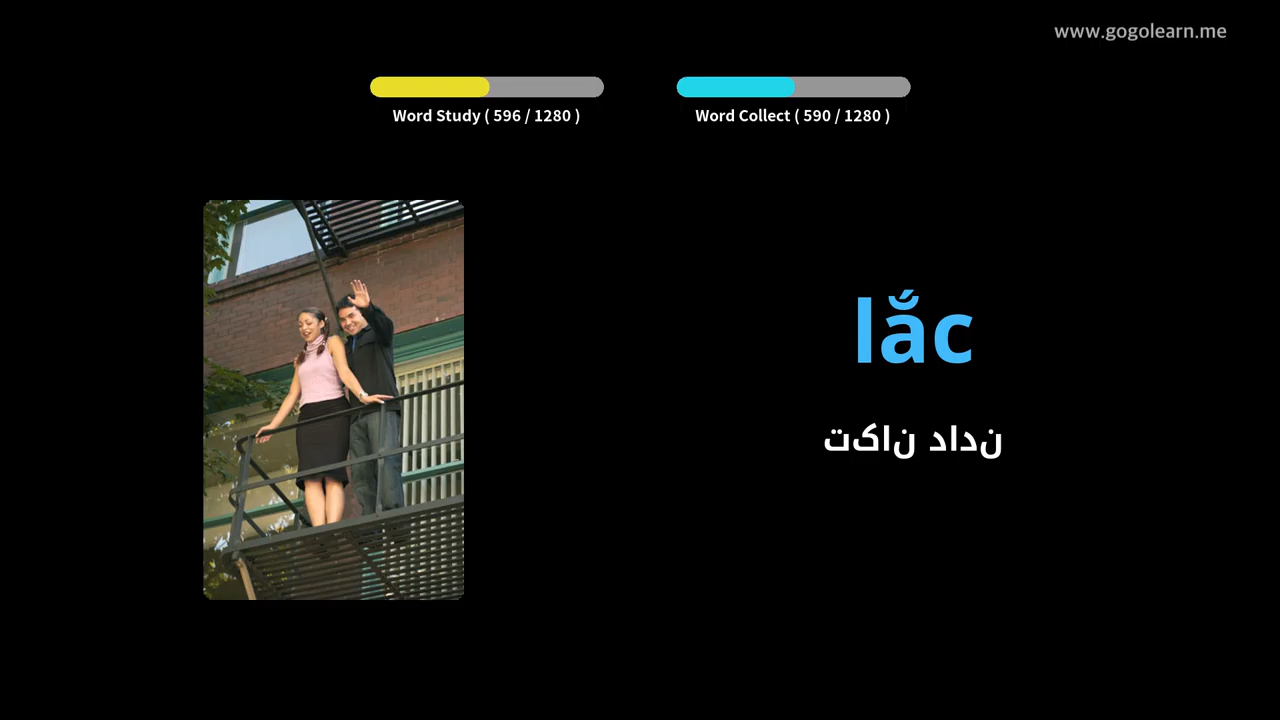 www.gogolearn.me
Word Study ( 596 / 1280 )
Word Collect ( 590 / 1280 )
lắc
تکان دادن